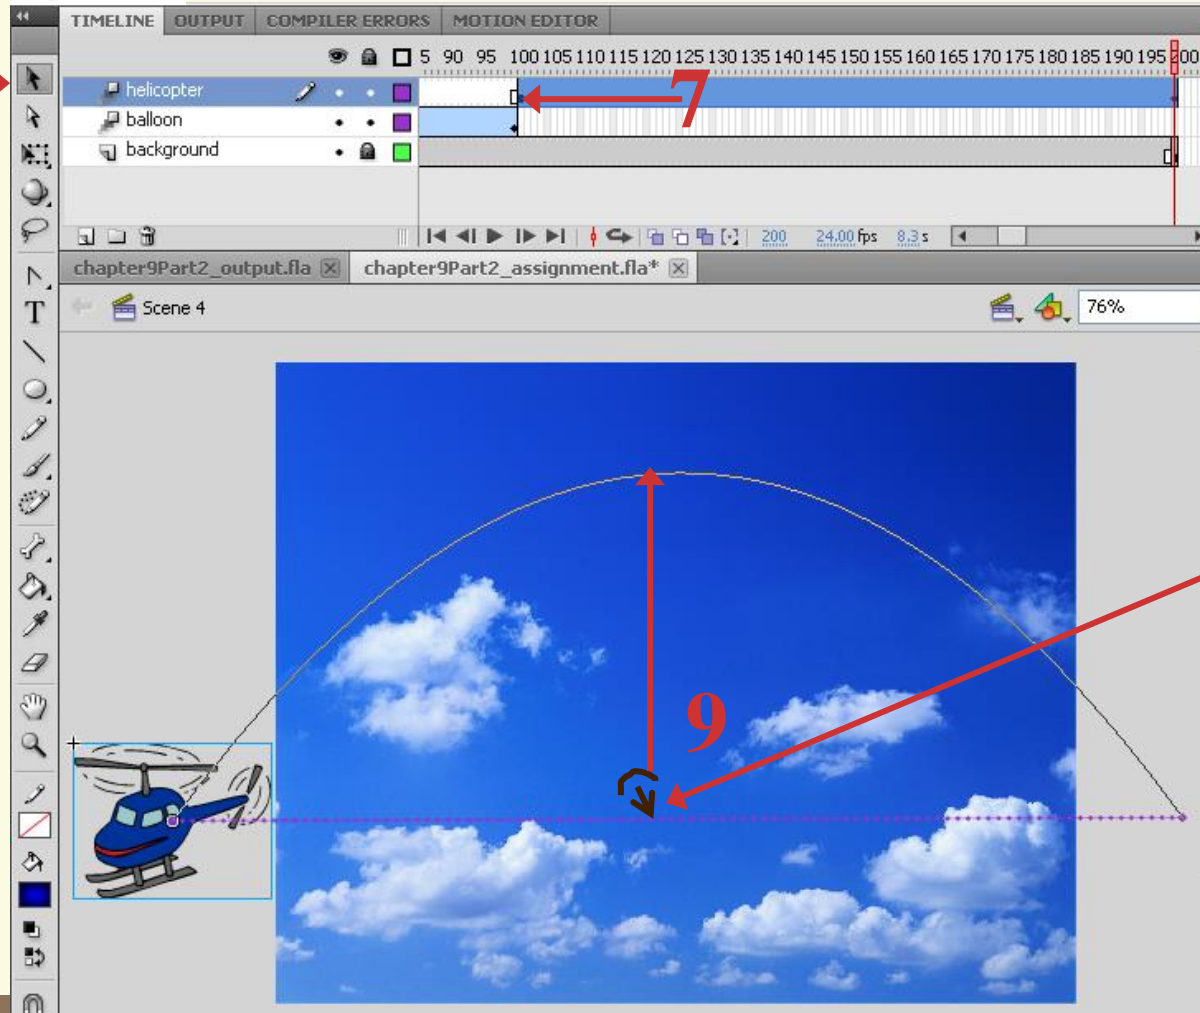 TIMELINE OUTPUT COMPILER ERRORS MOTION EDITOR
5 90 95 100 105 110 115 120 125 130 135 140 145 150 155 160 165 170 175 180 185 190 195 200
helicopter
7
balloon
background
200 24.00 fps 8.3 s
chapter9Part2_output.fla chapter9Part2_assignment.fla*
T
Scene 4 76%
9